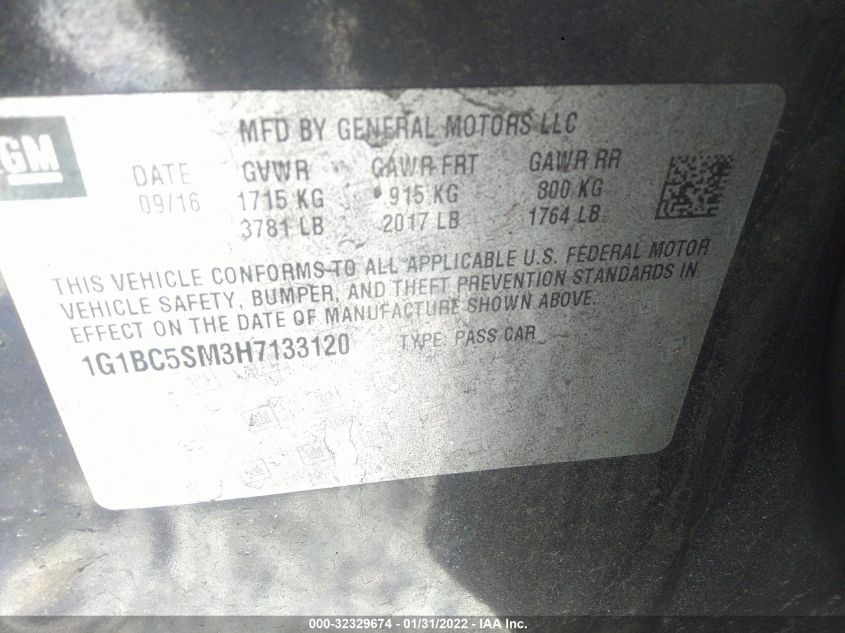 GM
MFD BY GENERAL MOTORS LLC
DATE GVWR GAWR FRT GAWR RR
09/16 1715 KG 915 KG 800 KG
3781 LB 2017 LB 1764 LB
THIS VEHICLE CONFORMS TO ALL APPLICABLE U.S. FEDERAL MOTOR
VEHICLE SAFETY, BUMPER, AND THEFT PREVENTION STANDARDS IN
EFFECT ON THE DATE OF MANUFACTURE SHOWN ABOVE.
1G1BC5SM3H7133120 TYPE: PASS CAR
000-32329674 - 01/31/2022 - IAA Inc.